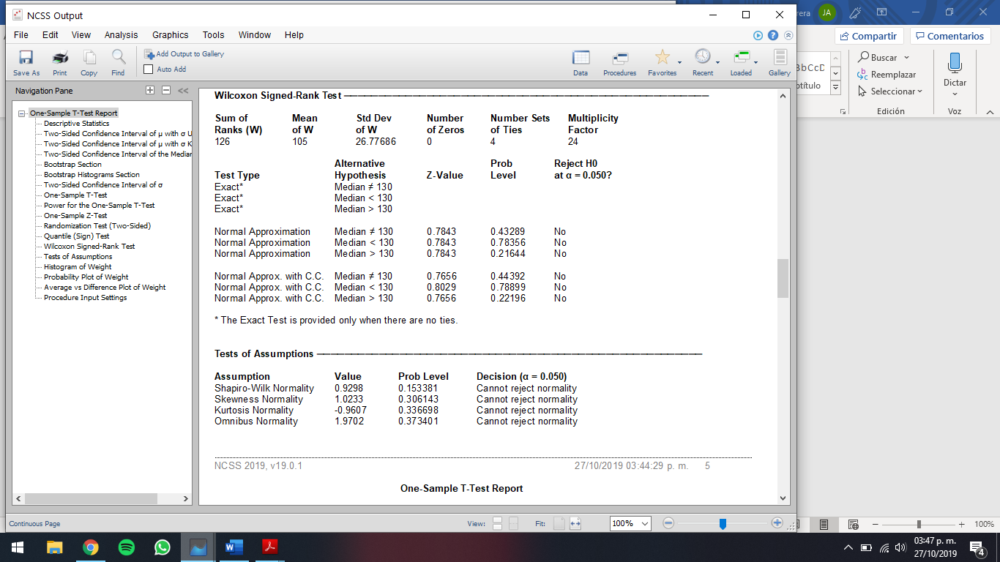 NCSS Output
rera JA
File Edit View Analysis Graphics Tools Window Help
Compartir Comentarios
Save As Print Copy Find
Add Output to Gallery
Auto Add
Data Procedures Favorites Recent Loaded Gallery
Buscar
Reemplazar
Seleccionar
Edición
Dictar
Voz
Navigation Pane
One-Sample T-Test Report
Descriptive Statistics
Two-Sided Confidence Interval of μ with σ U
Two-Sided Confidence Interval of μ with σ K
Two-Sided Confidence Interval of the Median
Bootstrap Section
Bootstrap Histograms Section
Two-Sided Confidence Interval of σ
One-Sample T-Test
Power for the One-Sample T-Test
One-Sample Z-Test
Randomization Test (Two-Sided)
Quantile (Sign) Test
Wilcoxon Signed-Rank Test
Tests of Assumptions
Histogram of Weight
Probability Plot of Weight
Average vs Difference Plot of Weight
Procedure Input Settings
Wilcoxon Signed-Rank Test
Sum of Mean Std Dev Number Number Sets Multiplicity
Ranks (W) of W of W of Zeros of Ties Factor
126 105 26.77686 0 4 24
Alternative Prob Reject H0
Test Type Hypothesis Z-Value Level at α = 0.050?
Exact* Median ≠ 130
Exact* Median < 130
Exact* Median > 130
Normal Approximation Median ≠ 130 0.7843 0.43289 No
Normal Approximation Median < 130 0.7843 0.78356 No
Normal Approximation Median > 130 0.7843 0.21644 No
Normal Approx. with C.C. Median ≠ 130 0.7656 0.44392 No
Normal Approx. with C.C. Median < 130 0.8029 0.78899 No
Normal Approx. with C.C. Median > 130 0.7656 0.22196 No
* The Exact Test is provided only when there are no ties.
Tests of Assumptions
Assumption Value Prob Level Decision (α = 0.050)
Shapiro-Wilk Normality 0.9298 0.153381 Cannot reject normality
Skewness Normality 1.0233 0.306143 Cannot reject normality
Kurtosis Normality -0.9607 0.336698 Cannot reject normality
Omnibus Normality 1.9702 0.373401 Cannot reject normality
NCSS 2019, v19.0.1 27/10/2019 03:44:29 p. m. 5
One-Sample T-Test Report
Continuous Page View: Fit: 100%
100%
03:47 p. m.
27/10/2019
4